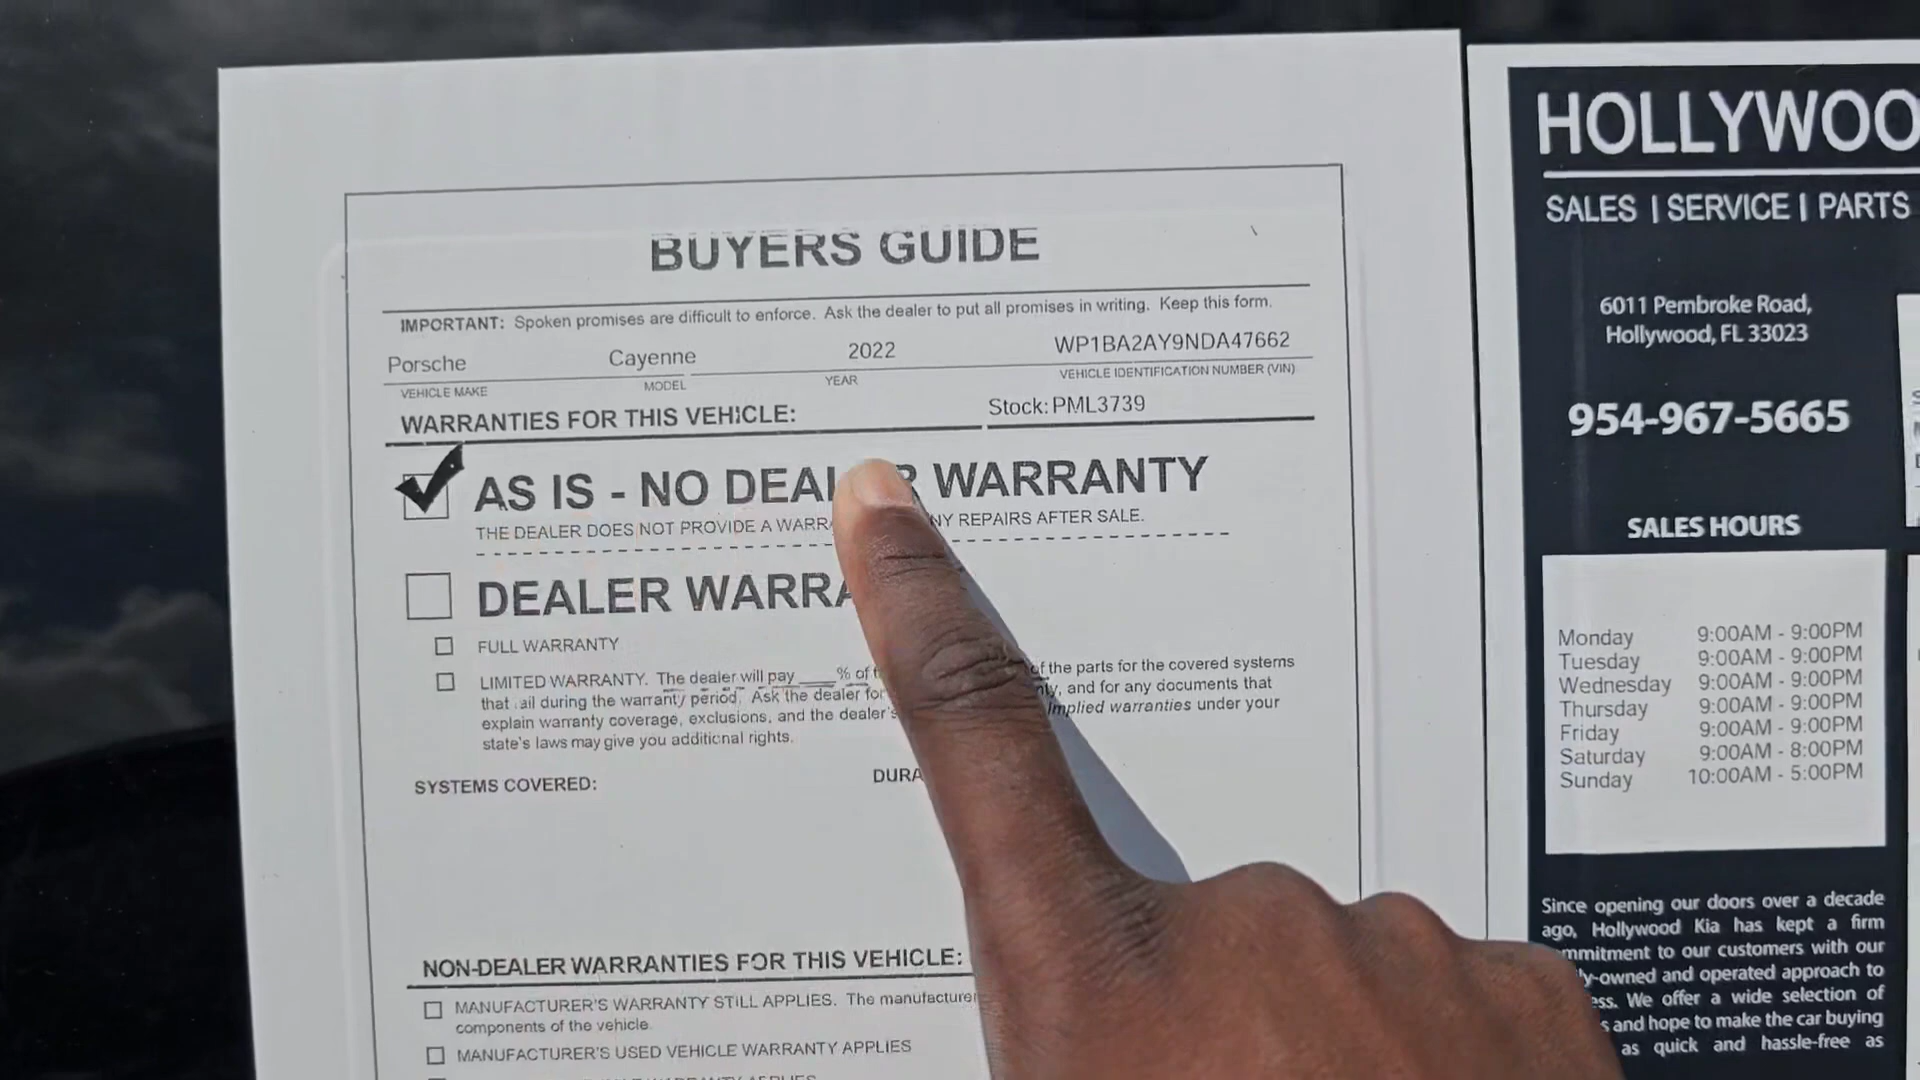 BUYERS GUIDE
IMPORTANT: Spoken promises are difficult to enforce. Ask the dealer to put all promises in writing. Keep this form.
Porsche Cayenne 2022 WP1BA2AY9NDA47662
VEHICLE MAKE MODEL YEAR VEHICLE IDENTIFICATION NUMBER (VIN)
WARRANTIES FOR THIS VEHICLE: Stock: PML3739
AS IS - NO DEALER WARRANTY
THE DEALER DOES NOT PROVIDE A WARRA NY REPAIRS AFTER SALE.
DEALER WARRA
FULL WARRANTY
LIMITED WARRANTY. The dealer will pay ____% of t of the parts for the covered systems
that ail during the warranty period. Ask the dealer for nty, and for any documents that
explain warranty coverage, exclusions, and the dealer's Implied warranties under your
state's laws may give you additional rights.
SYSTEMS COVERED: DURA
NON-DEALER WARRANTIES FOR THIS VEHICLE:
MANUFACTURER'S WARRANTY STILL APPLIES. The manufacturer
components of the vehicle
MANUFACTURER'S USED VEHICLE WARRANTY APPLIES
HOLLYWOO
SALES | SERVICE | PARTS
6011 Pembroke Road,
Hollywood, FL 33023
954-967-5665
SALES HOURS
Monday 9:00AM - 9:00PM
Tuesday 9:00AM - 9:00PM
Wednesday 9:00AM - 9:00PM
Thursday 9:00AM - 9:00PM
Friday 9:00AM - 9:00PM
Saturday 9:00AM - 8:00PM
Sunday 10:00AM - 5:00PM
Since opening our doors over a decade
ago, Hollywood Kia has kept a firm
mmitment to our customers with our
ly-owned and operated approach to
ess. We offer a wide selection of
s and hope to make the car buying
as quick and hassle-free as